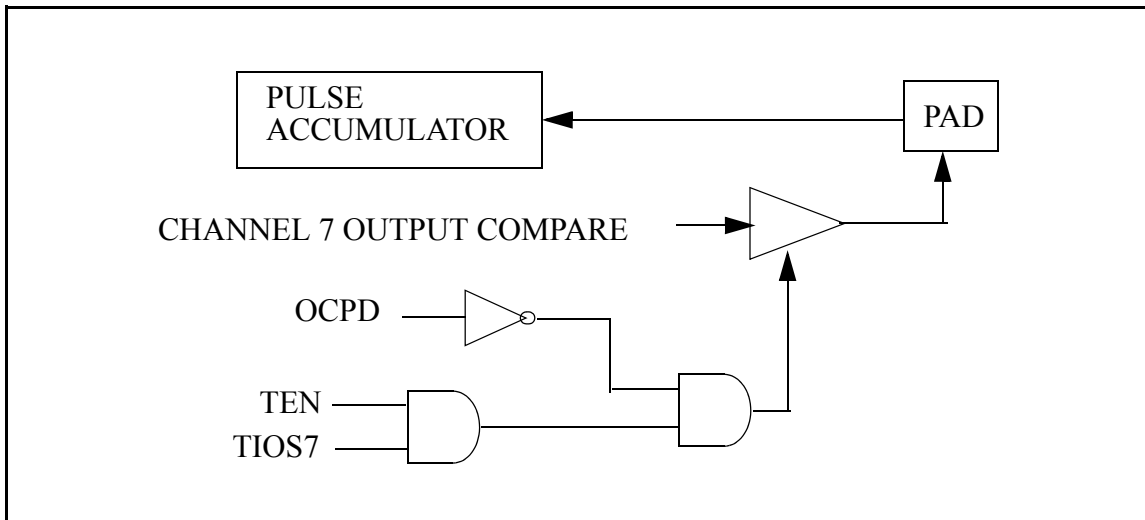 PULSE
ACCUMULATOR
PAD
CHANNEL 7 OUTPUT COMPARE
OCPD
TEN
TIOS7